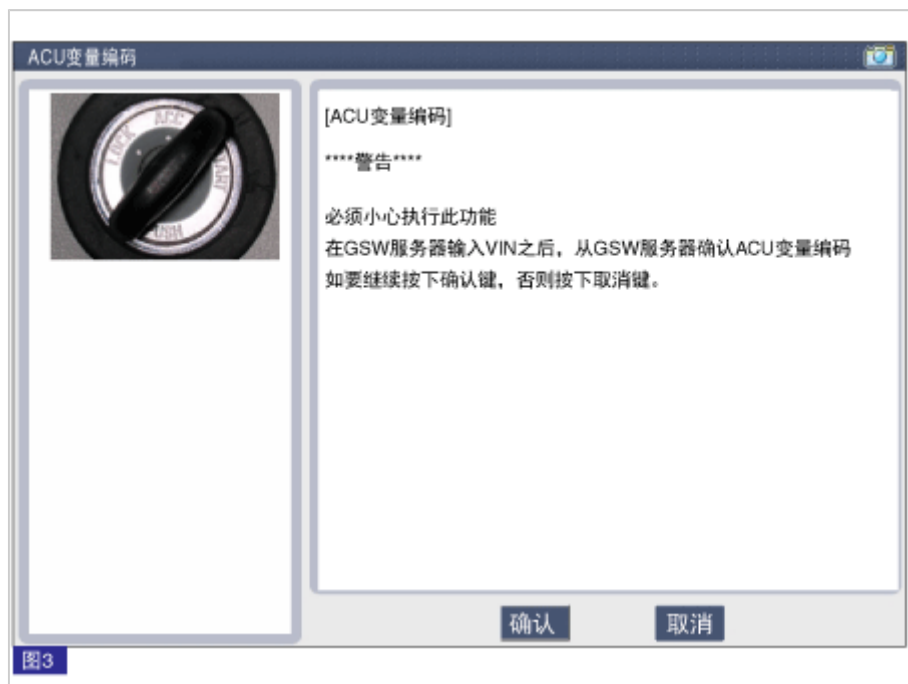 ACU变量编码
ACC
LOCK
START
PUSH
[ACU变量编码]
****警告****
必须小心执行此功能
在GSW服务器输入VIN之后，从GSW服务器确认ACU变量编码
如要继续按下确认键，否则按下取消键。
确认
取消
图3